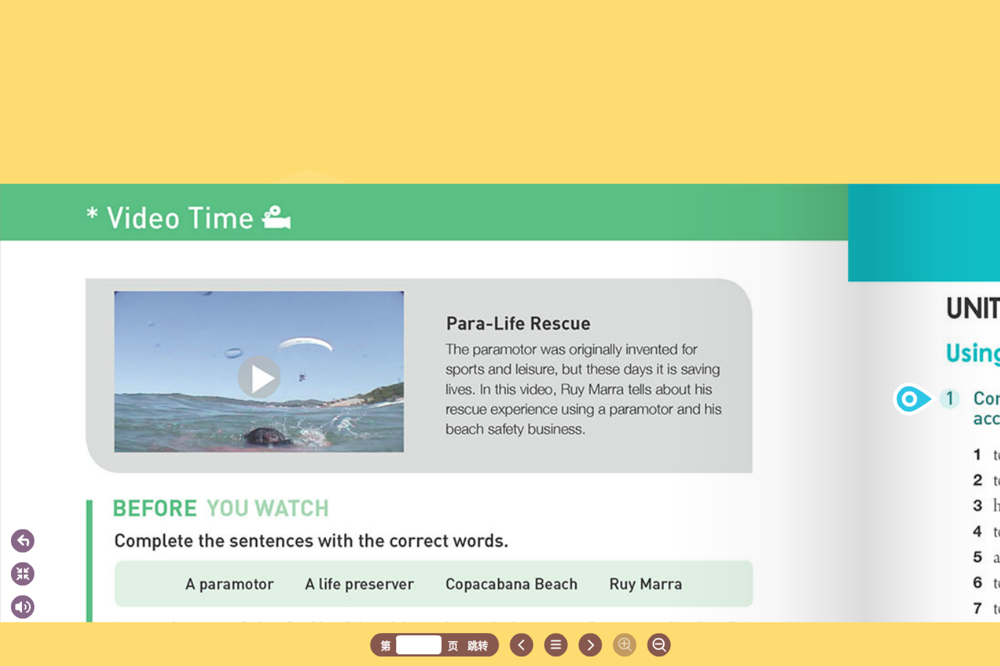 * Video Time
Para-Life Rescue
The paramotor was originally invented for
sports and leisure, but these days it is saving
lives. In this video, Ruy Marra tells about his
rescue experience using a paramotor and his
beach safety business.
BEFORE YOU WATCH
Complete the sentences with the correct words.
A paramotor A life preserver Copacabana Beach Ruy Marra
UNIT
Using
1
1
2
3
4
5
6
7
第 页 跳转